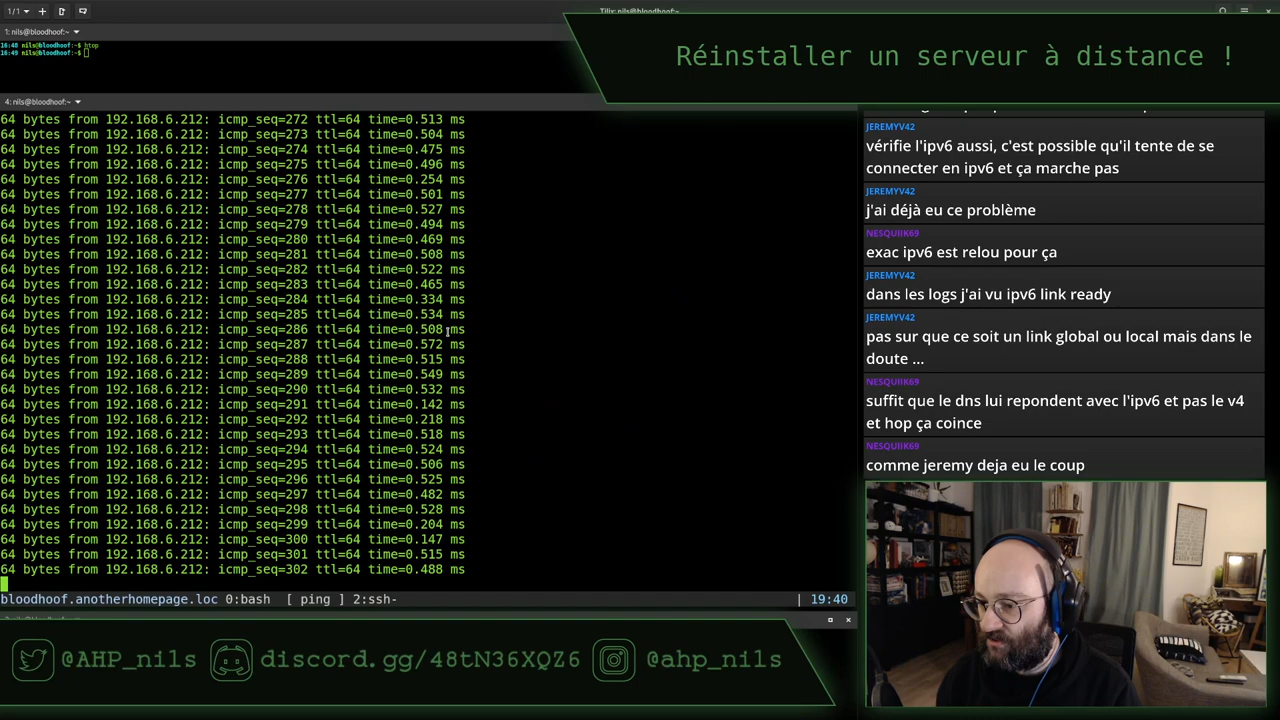 1/1
Tilix: nils@bloodhoof:~
1: nils@bloodhoof:~
16:48 nils@bloodhoof:~$ htop
16:49 nils@bloodhoof:~$
Réinstaller un serveur à distance !
4: nils@bloodhoof:~
64 bytes from 192.168.6.212: icmp_seq=272 ttl=64 time=0.513 ms
64 bytes from 192.168.6.212: icmp_seq=273 ttl=64 time=0.504 ms
64 bytes from 192.168.6.212: icmp_seq=274 ttl=64 time=0.475 ms
64 bytes from 192.168.6.212: icmp_seq=275 ttl=64 time=0.496 ms
64 bytes from 192.168.6.212: icmp_seq=276 ttl=64 time=0.254 ms
64 bytes from 192.168.6.212: icmp_seq=277 ttl=64 time=0.501 ms
64 bytes from 192.168.6.212: icmp_seq=278 ttl=64 time=0.527 ms
64 bytes from 192.168.6.212: icmp_seq=279 ttl=64 time=0.494 ms
64 bytes from 192.168.6.212: icmp_seq=280 ttl=64 time=0.469 ms
64 bytes from 192.168.6.212: icmp_seq=281 ttl=64 time=0.508 ms
64 bytes from 192.168.6.212: icmp_seq=282 ttl=64 time=0.522 ms
64 bytes from 192.168.6.212: icmp_seq=283 ttl=64 time=0.465 ms
64 bytes from 192.168.6.212: icmp_seq=284 ttl=64 time=0.334 ms
64 bytes from 192.168.6.212: icmp_seq=285 ttl=64 time=0.534 ms
64 bytes from 192.168.6.212: icmp_seq=286 ttl=64 time=0.508 ms
64 bytes from 192.168.6.212: icmp_seq=287 ttl=64 time=0.572 ms
64 bytes from 192.168.6.212: icmp_seq=288 ttl=64 time=0.515 ms
64 bytes from 192.168.6.212: icmp_seq=289 ttl=64 time=0.549 ms
64 bytes from 192.168.6.212: icmp_seq=290 ttl=64 time=0.532 ms
64 bytes from 192.168.6.212: icmp_seq=291 ttl=64 time=0.142 ms
64 bytes from 192.168.6.212: icmp_seq=292 ttl=64 time=0.218 ms
64 bytes from 192.168.6.212: icmp_seq=293 ttl=64 time=0.518 ms
64 bytes from 192.168.6.212: icmp_seq=294 ttl=64 time=0.524 ms
64 bytes from 192.168.6.212: icmp_seq=295 ttl=64 time=0.506 ms
64 bytes from 192.168.6.212: icmp_seq=296 ttl=64 time=0.525 ms
64 bytes from 192.168.6.212: icmp_seq=297 ttl=64 time=0.482 ms
64 bytes from 192.168.6.212: icmp_seq=298 ttl=64 time=0.528 ms
64 bytes from 192.168.6.212: icmp_seq=299 ttl=64 time=0.204 ms
64 bytes from 192.168.6.212: icmp_seq=300 ttl=64 time=0.147 ms
64 bytes from 192.168.6.212: icmp_seq=301 ttl=64 time=0.515 ms
64 bytes from 192.168.6.212: icmp_seq=302 ttl=64 time=0.488 ms
bloodhoof.anotherhomepage.loc 0:bash [ ping ] 2:ssh- | 19:40
JEREMYV42
vérifie l'ipv6 aussi, c'est possible qu'il tente de se
connecter en ipv6 et ça marche pas
JEREMYV42
j'ai déjà eu ce problème
NESQUIIK69
exac ipv6 est relou pour ça
JEREMYV42
dans les logs j'ai vu ipv6 link ready
JEREMYV42
pas sur que ce soit un link global ou local mais dans le
doute ...
NESQUIIK69
suffit que le dns lui repondent avec l'ipv6 et pas le v4
et hop ça coince
NESQUIIK69
comme jeremy deja eu le coup
@AHP_nils discord.gg/48tN36XQZ6 @ahp_nils